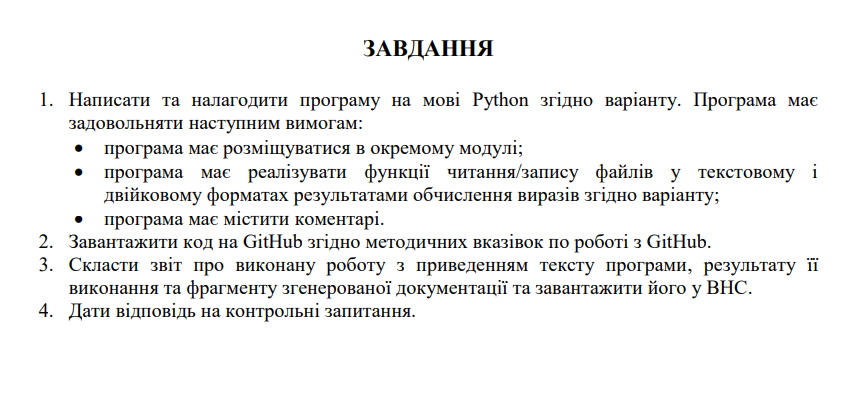 ЗАВДАННЯ
1. Написати та налагодити програму на мові Python згідно варіанту. Програма має
задовольняти наступним вимогам:
• програма має розміщуватися в окремому модулі;
• програма має реалізувати функції читання/запису файлів у текстовому і
двійковому форматах результатами обчислення виразів згідно варіанту;
• програма має містити коментарі.
2. Завантажити код на GitHub згідно методичних вказівок по роботі з GitHub.
3. Скласти звіт про виконану роботу з приведенням тексту програми, результату її
виконання та фрагменту згенерованої документації та завантажити його у ВНС.
4. Дати відповідь на контрольні запитання.